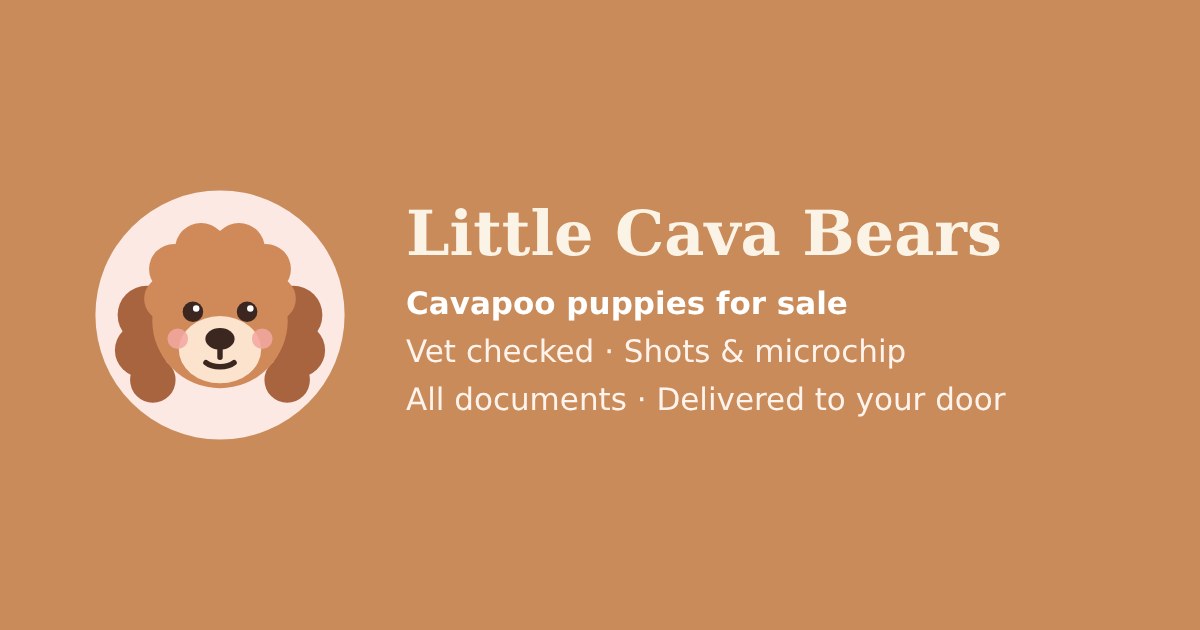 Little Cava Bears
Cavapoo puppies for sale
Vet checked · Shots & microchip
All documents · Delivered to your door